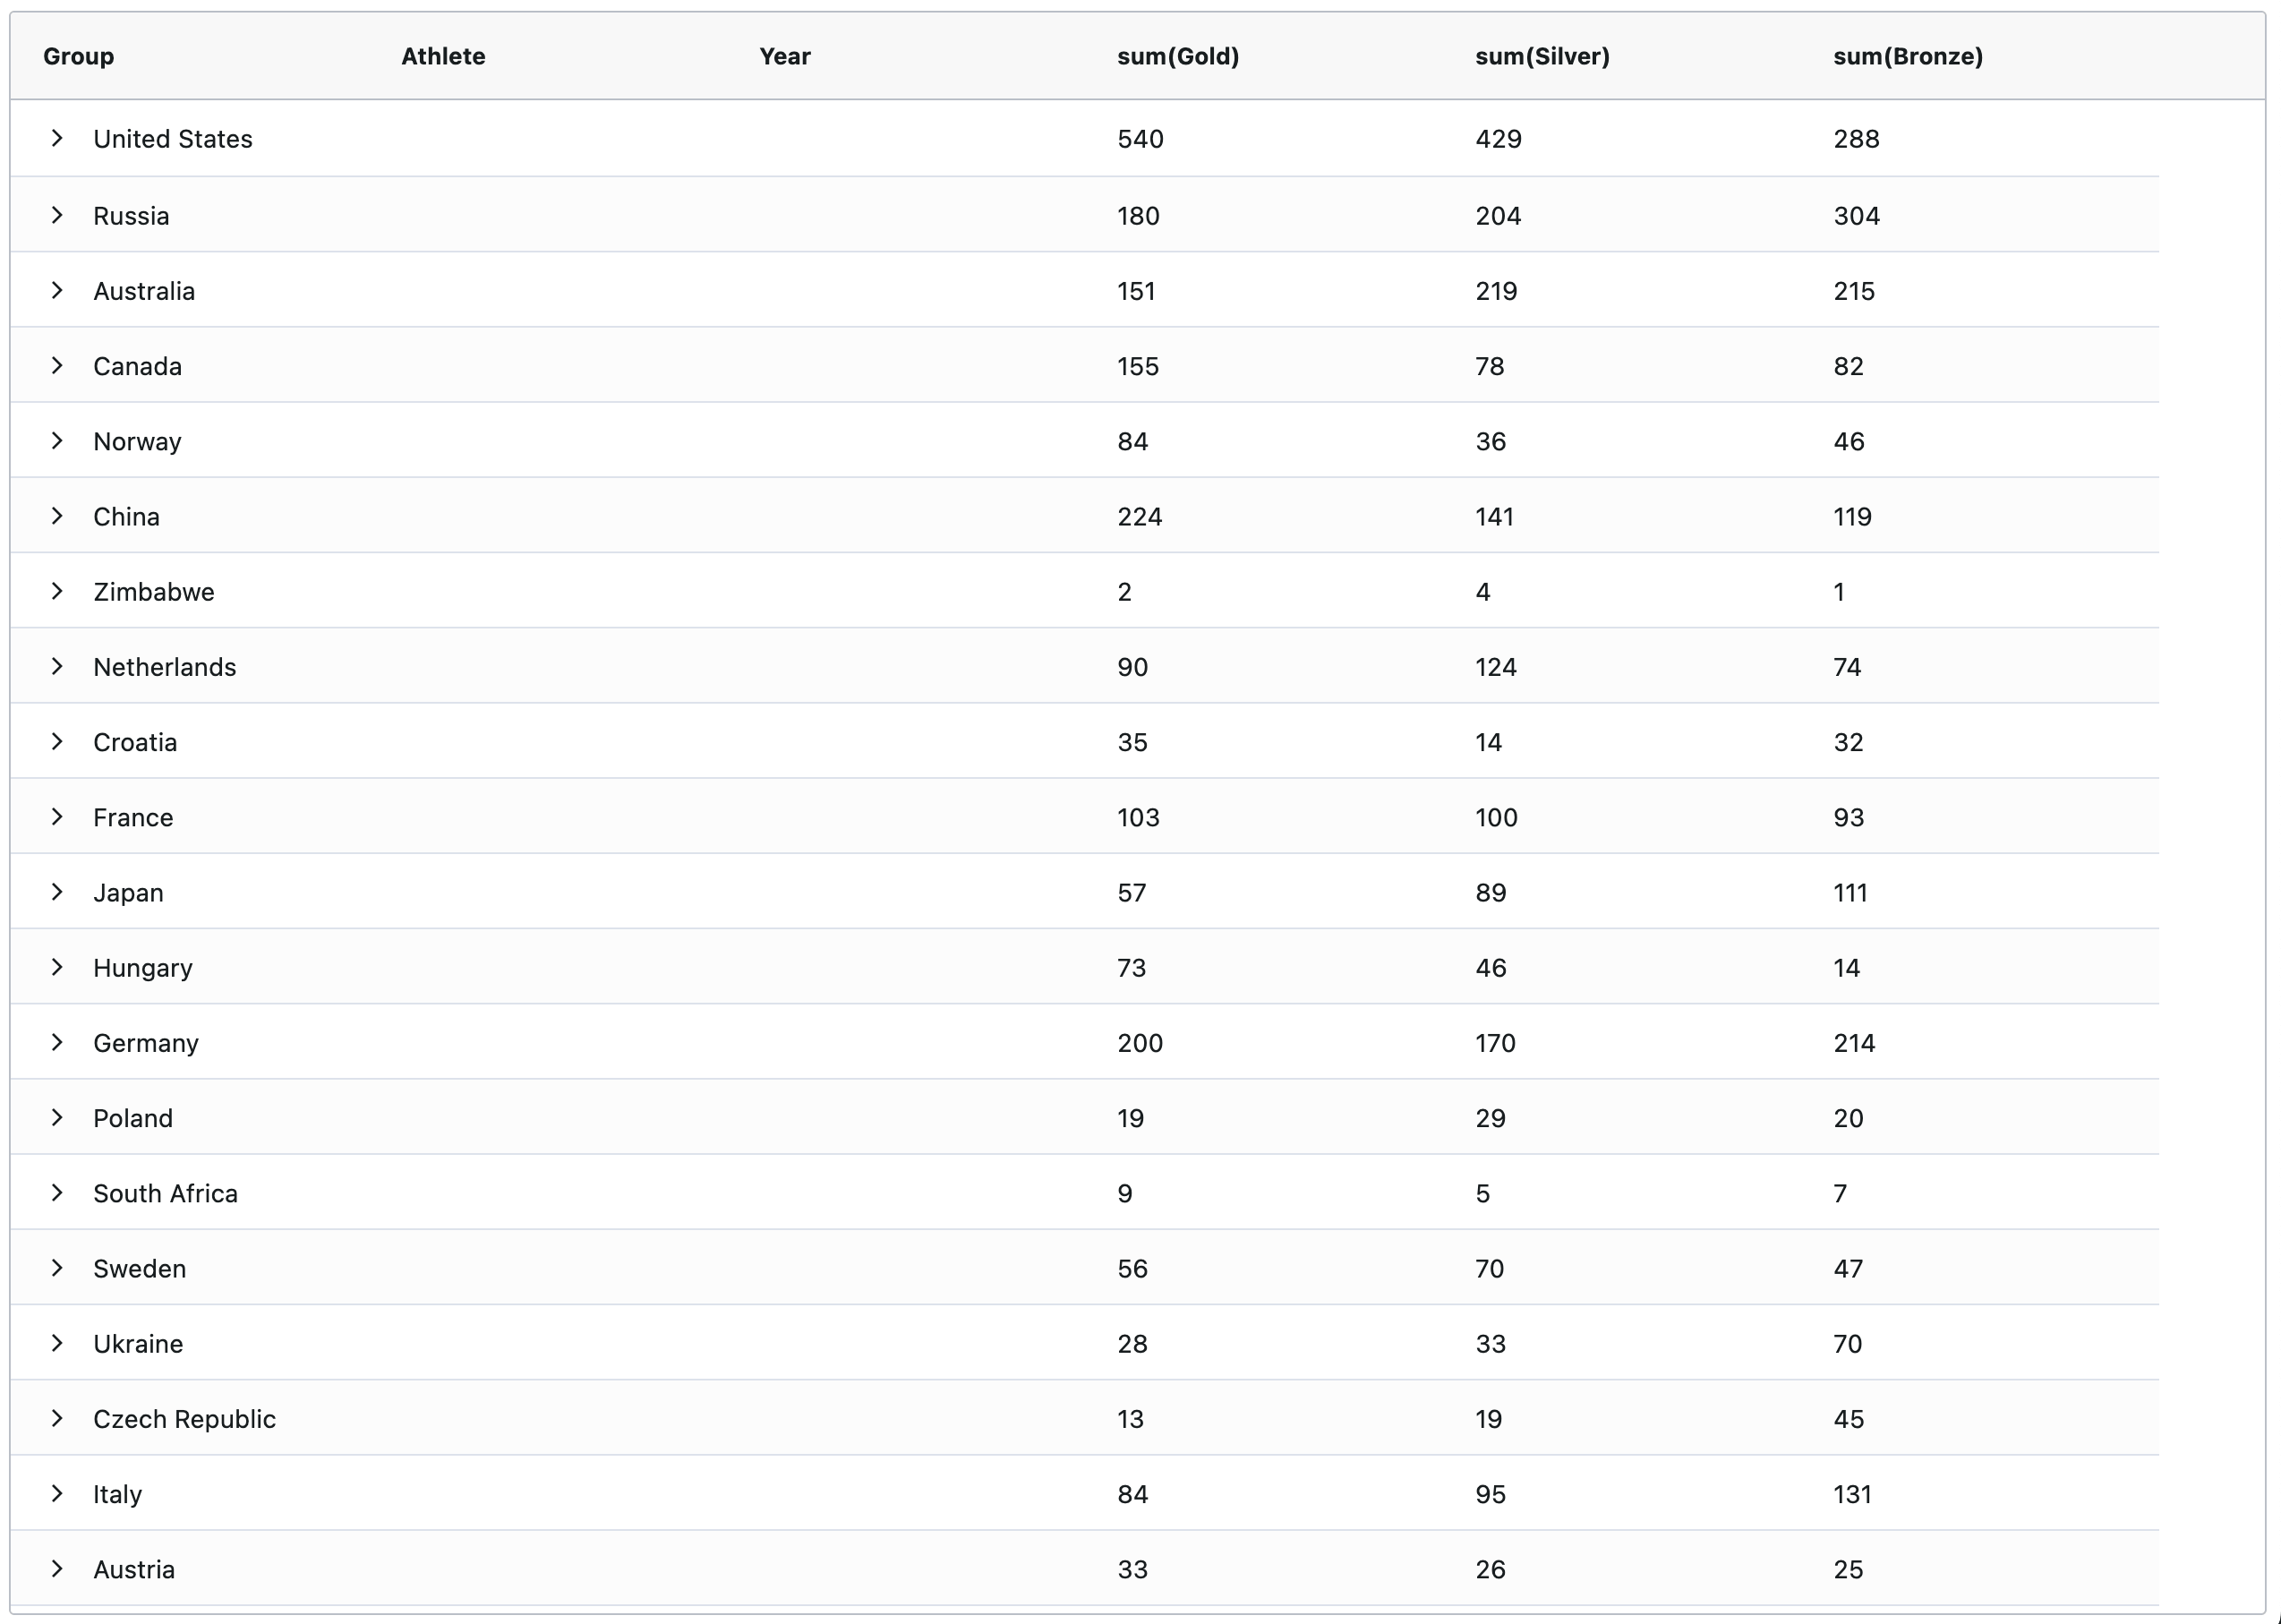 Group Athlete Year sum(Gold) sum(Silver) sum(Bronze)
United States 540 429 288
Russia 180 204 304
Australia 151 219 215
Canada 155 78 82
Norway 84 36 46
China 224 141 119
Zimbabwe 2 4 1
Netherlands 90 124 74
Croatia 35 14 32
France 103 100 93
Japan 57 89 111
Hungary 73 46 14
Germany 200 170 214
Poland 19 29 20
South Africa 9 5 7
Sweden 56 70 47
Ukraine 28 33 70
Czech Republic 13 19 45
Italy 84 95 131
Austria 33 26 25